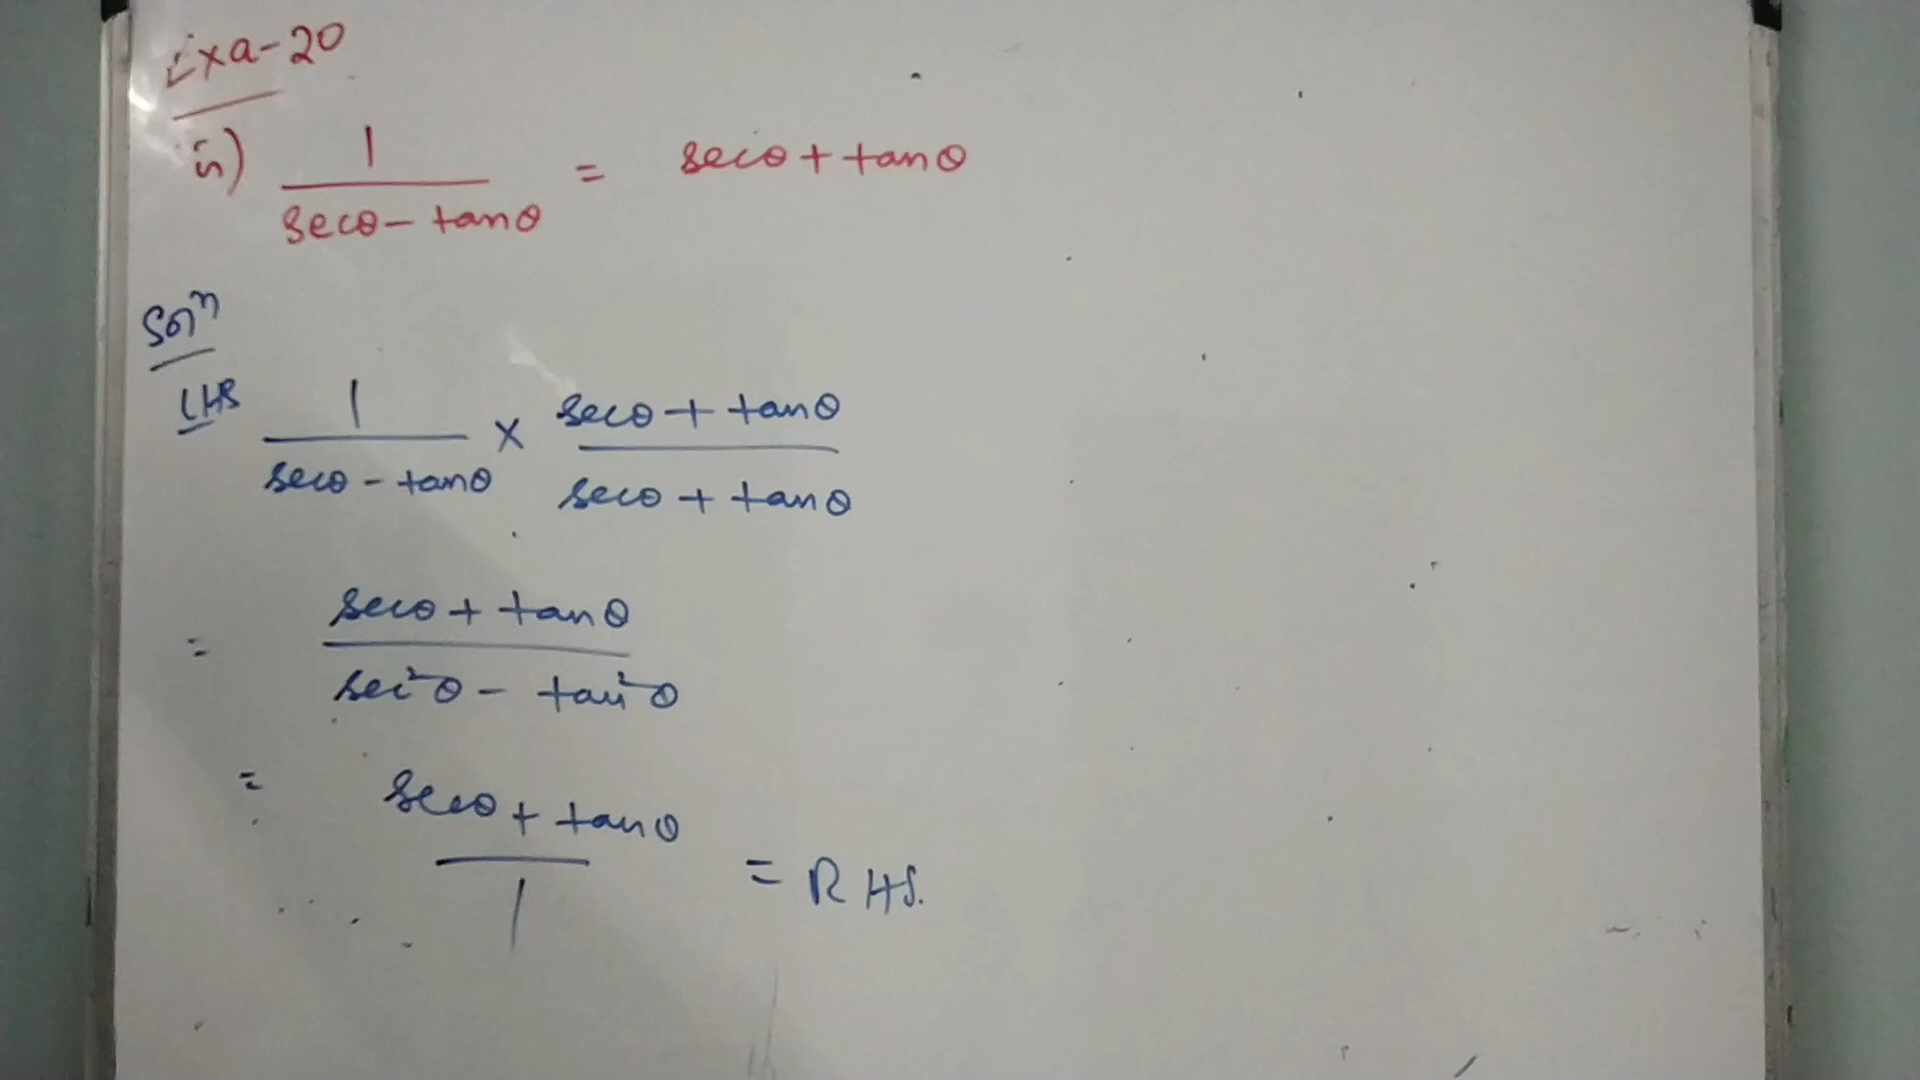 Exa-20
ii) 1/(secθ - tanθ) = secθ + tanθ
Solⁿ
LHS 1/(secθ - tanθ) × (secθ + tanθ)/(secθ + tanθ)
= (secθ + tanθ)/(sec²θ - tan²θ)
= (secθ + tanθ)/1 = RHS.